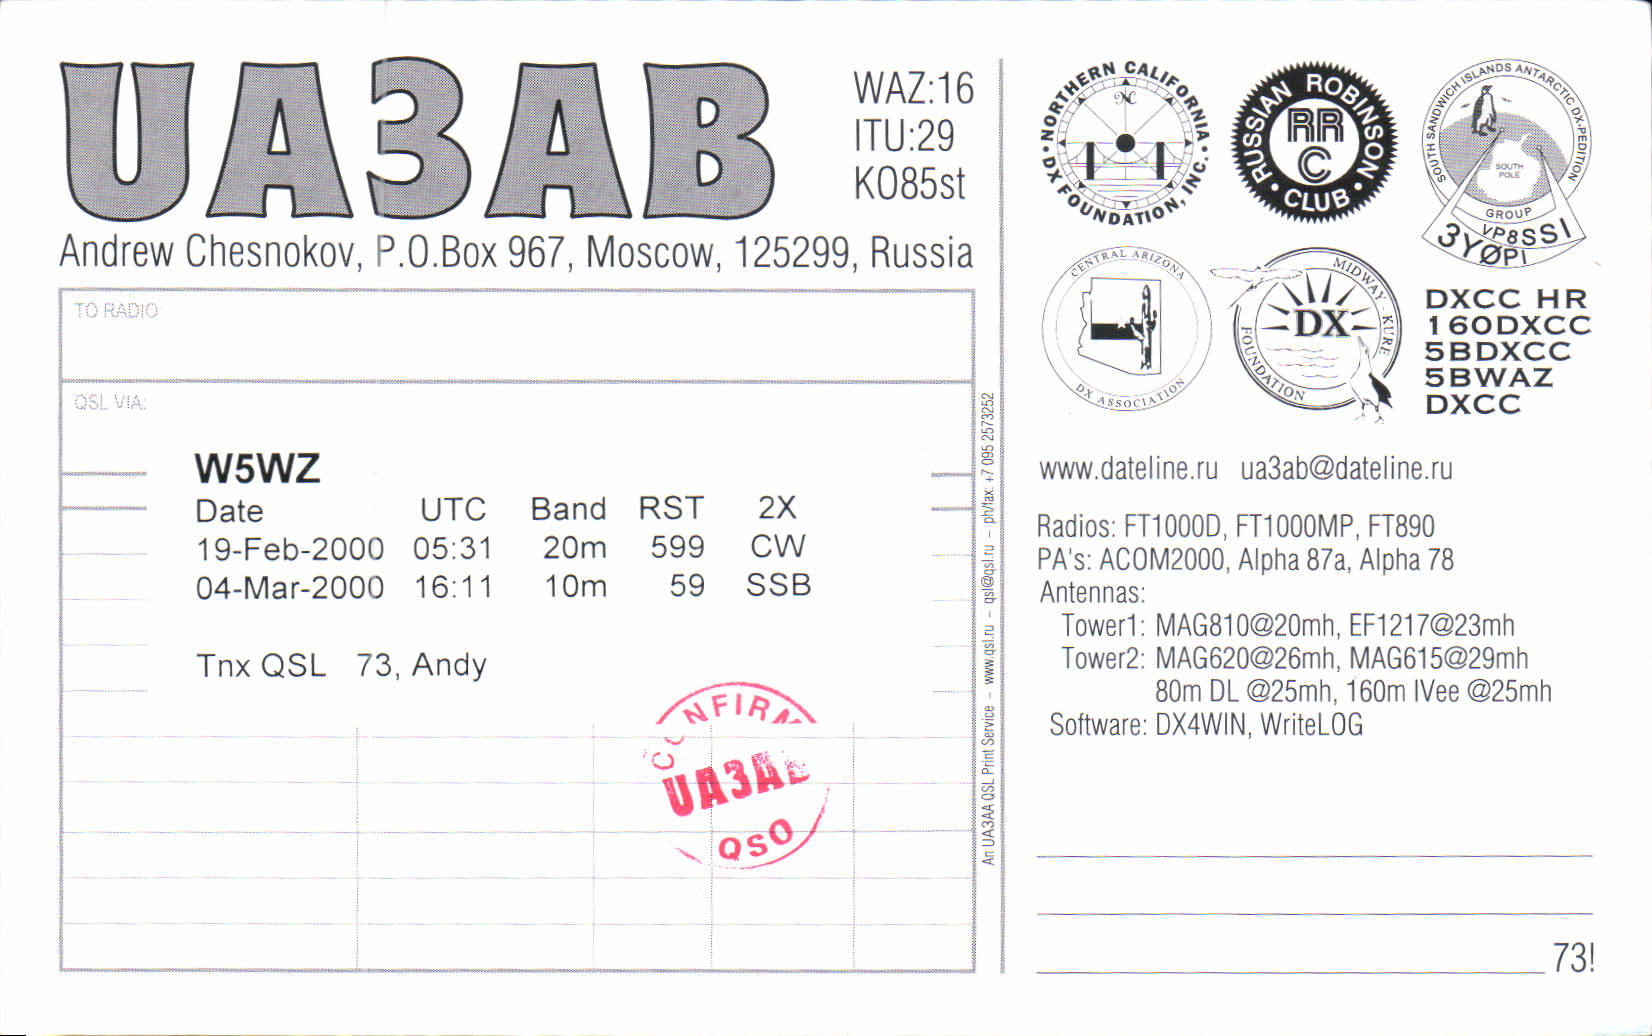 UA3AB
WAZ:16
ITU:29
KO85st
Andrew Chesnokov, P.O.Box 967, Moscow, 125299, Russia
TO RADIO:
QSL VIA:
W5WZ
Date UTC Band RST 2X
19-Feb-2000 05:31 20m 599 CW
04-Mar-2000 16:11 10m 59 SSB
Tnx QSL 73, Andy
CONFIRM
UA3AB
QSO
An UA3AA QSL Print Service – www.qsl.ru – qsl@qsl.ru – ph/fax: +7 095 2573252
• NORTHERN CALIFORNIA •
DX FOUNDATION, INC.
NC
RUSSIAN ROBINSON
• CLUB •
RR
C
SOUTH SANDWICH ISLANDS ANTARCTIC DX-PEDITION
SOUTH
POLE
GROUP
VP8SSI
3YØPI
CENTRAL ARIZONA
DX ASSOCIATION
MIDWAY - KURE
DX
FOUNDATION
DXCC HR
160DXCC
5BDXCC
5BWAZ
DXCC
www.dateline.ru ua3ab@dateline.ru
Radios: FT1000D, FT1000MP, FT890
PA's: ACOM2000, Alpha 87a, Alpha 78
Antennas:
Tower1: MAG810@20mh, EF1217@23mh
Tower2: MAG620@26mh, MAG615@29mh
80m DL @25mh, 160m IVee @25mh
Software: DX4WIN, WriteLOG
73!